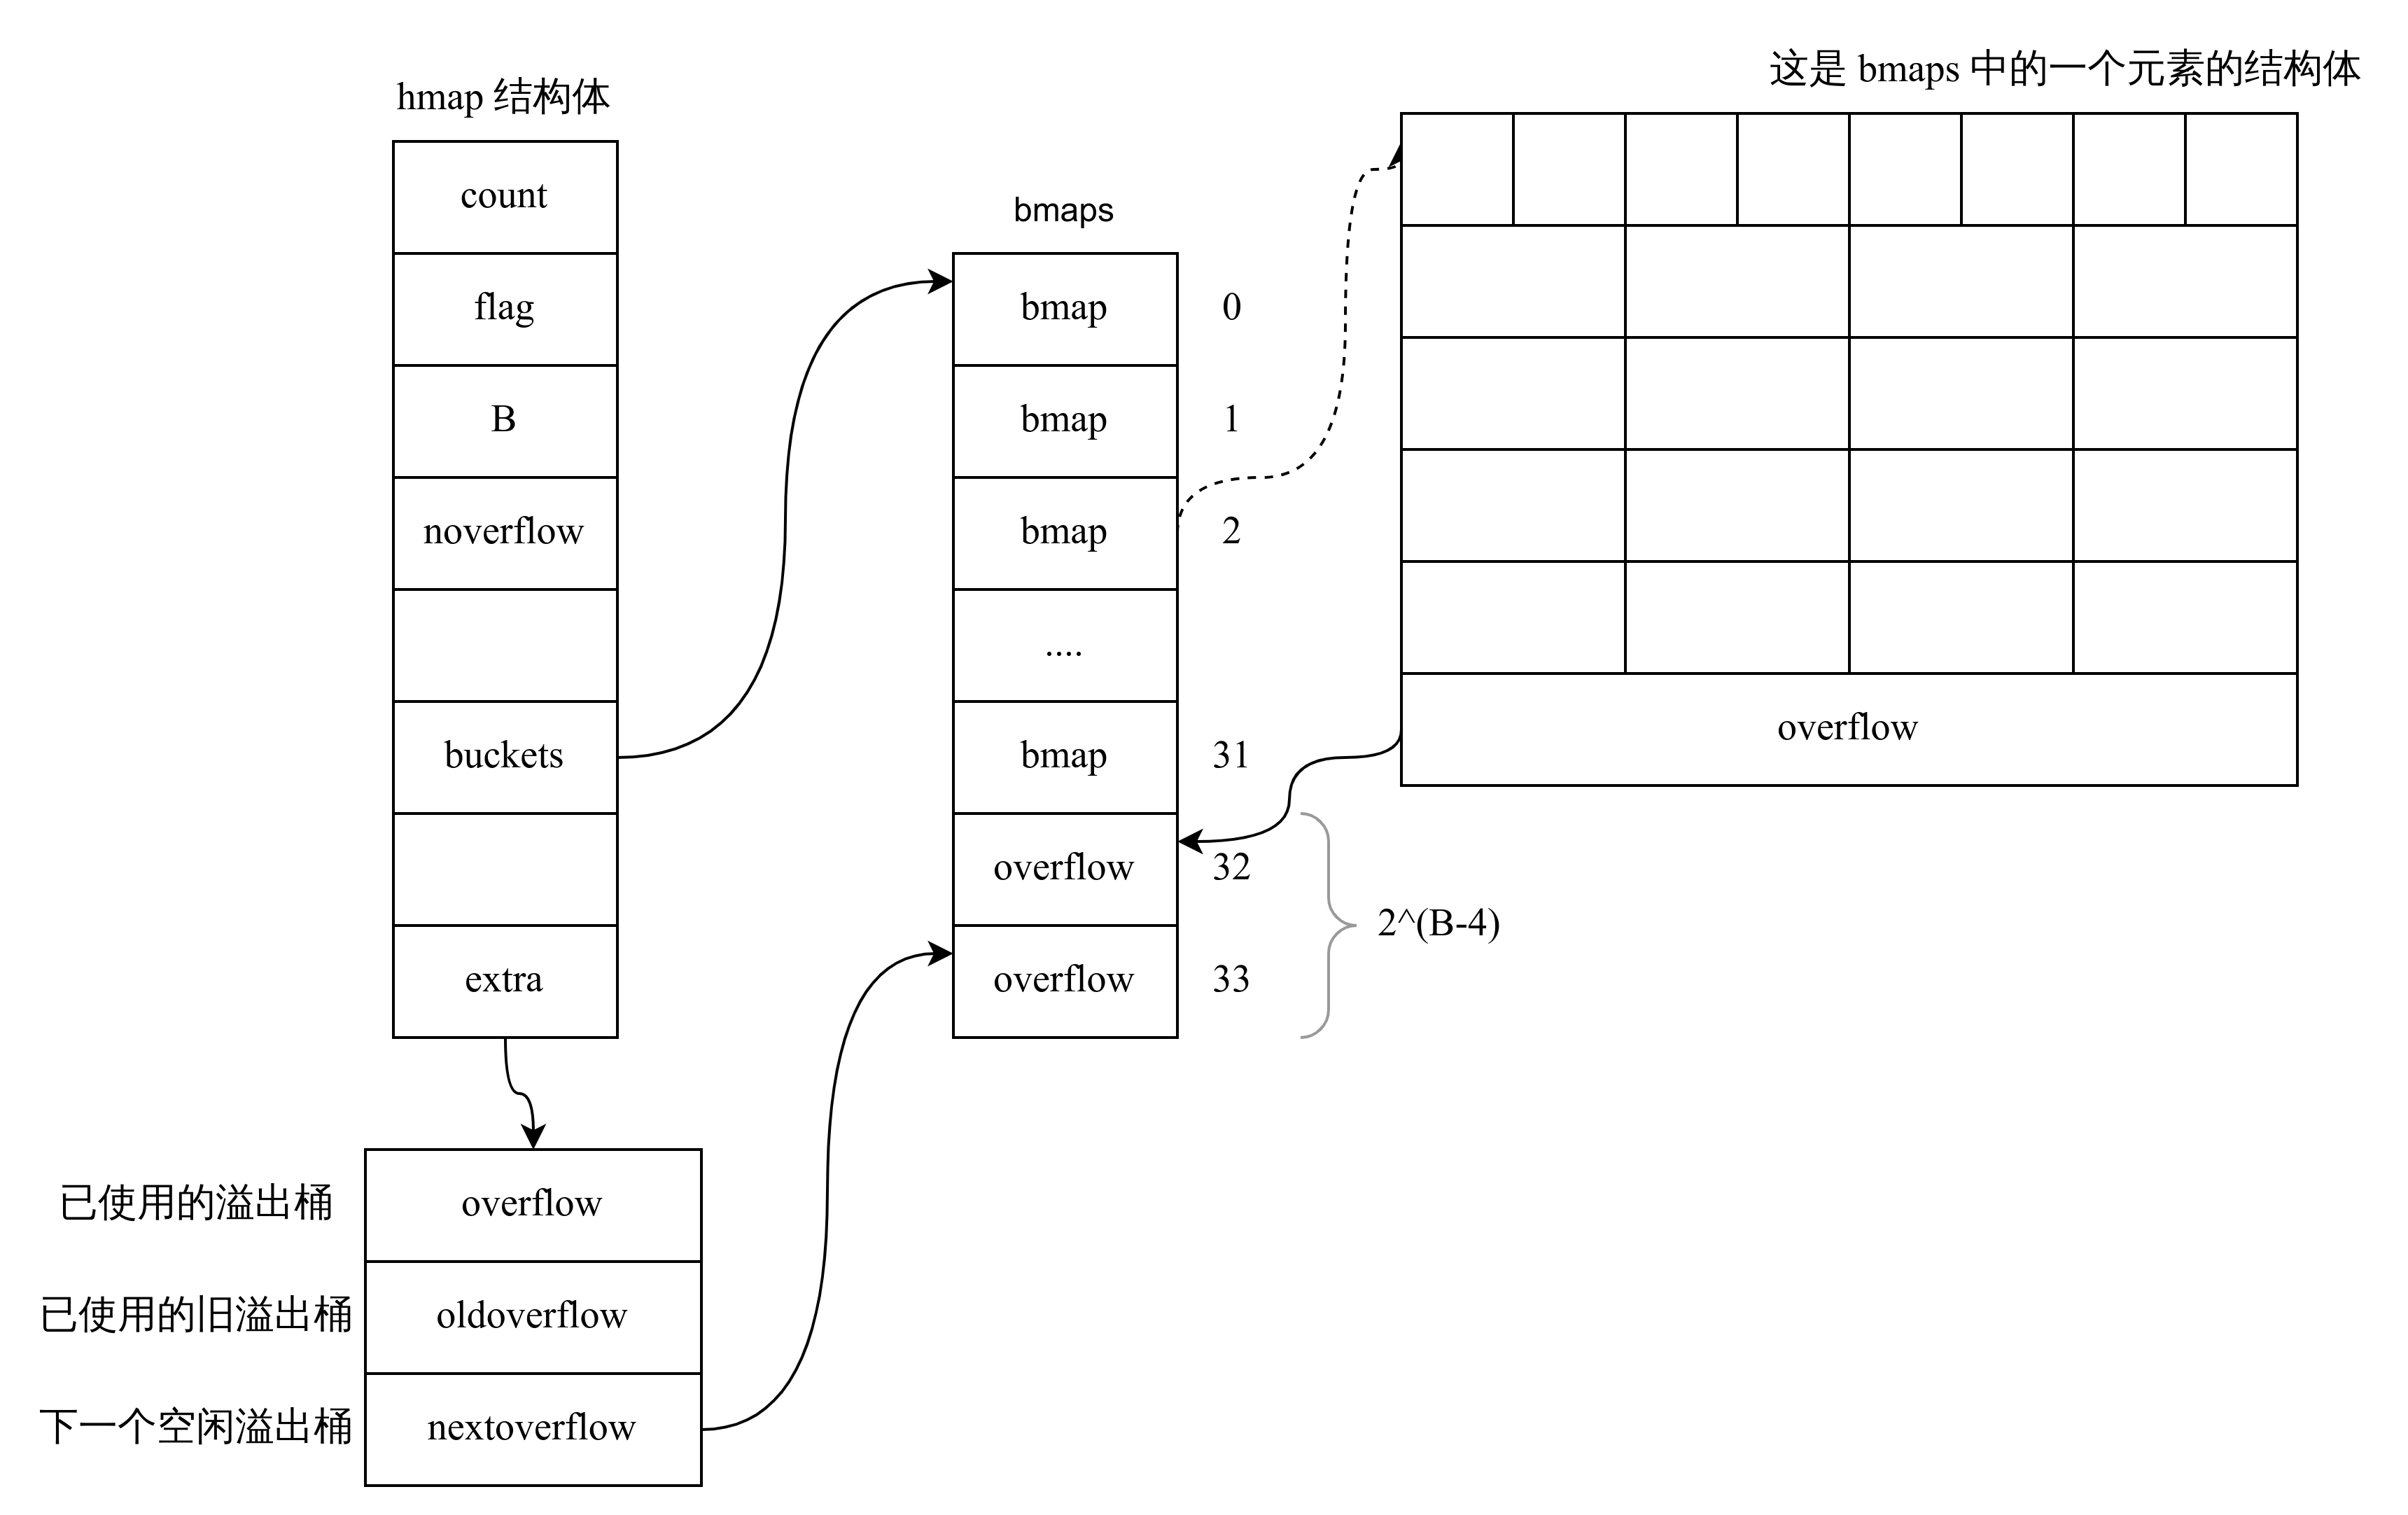 hmap 结构体
count
flag
B
noverflow
buckets
extra
已使用的溢出桶
overflow
已使用的旧溢出桶
oldoverflow
下一个空闲溢出桶
nextoverflow
bmaps
bmap 0
bmap 1
bmap 2
....
bmap 31
overflow 32
overflow 33
2^(B-4)
这是 bmaps 中的一个元素的结构体
overflow